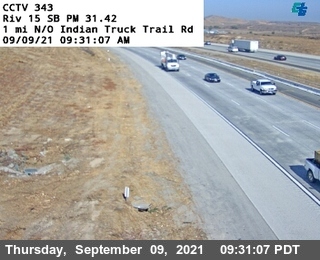 CCTV 343
Riv 15 SB PM 31.42
1 mi N/O Indian Truck Trail Rd
09/09/21 09:31:07 AM
Thursday, September 09, 2021 09:31:07 PDT